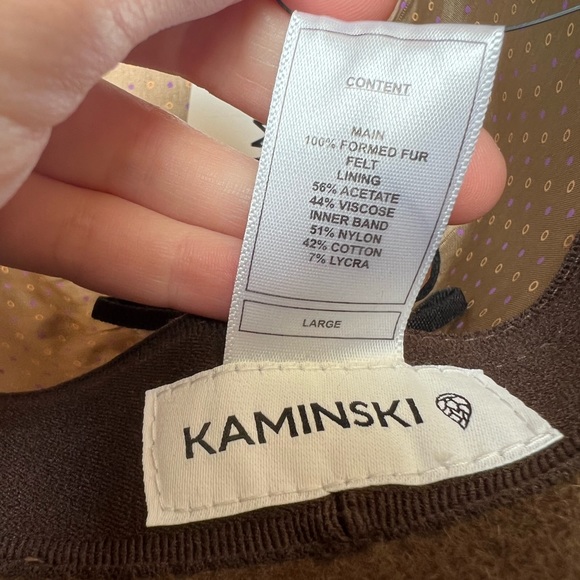 CONTENT
MAIN
100% FORMED FUR
FELT
LINING
56% ACETATE
44% VISCOSE
INNER BAND
51% NYLON
42% COTTON
7% LYCRA
LARGE
KAMINSKI